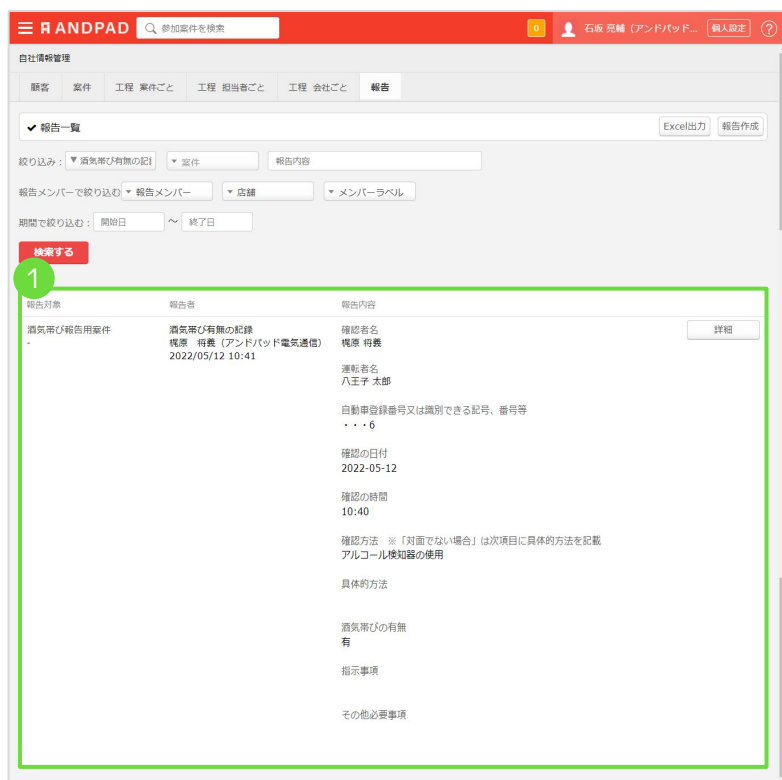 ANDPAD 参加案件を検索 0 石坂 亮輔 (アンドパッド... 個人設定 ?
自社情報管理
顧客 案件 工程 案件ごと 工程 担当者ごと 工程 会社ごと 報告
報告一覧 Excel出力 報告作成
絞り込み: 酒気帯び有無の記録 案件 報告内容
報告メンバーで絞り込む 報告メンバー 店舗 メンバーラベル
期間で絞り込む: 開始日 ～ 終了日
検索する
1
報告対象 報告者 報告内容
酒気帯び報告用案件 酒気帯び有無の記録 確認者名 詳細
- 梶原 将義 (アンドパッド電気通信) 梶原 将義
2022/05/12 10:41
運転者名
八王子 太郎
自動車登録番号又は識別できる記号、番号等
・・・6
確認の日付
2022-05-12
確認の時間
10:40
確認方法 ※「対面でない場合」は次項目に具体的方法を記載
アルコール検知器の使用
具体的方法
酒気帯びの有無
有
指示事項
その他必要事項